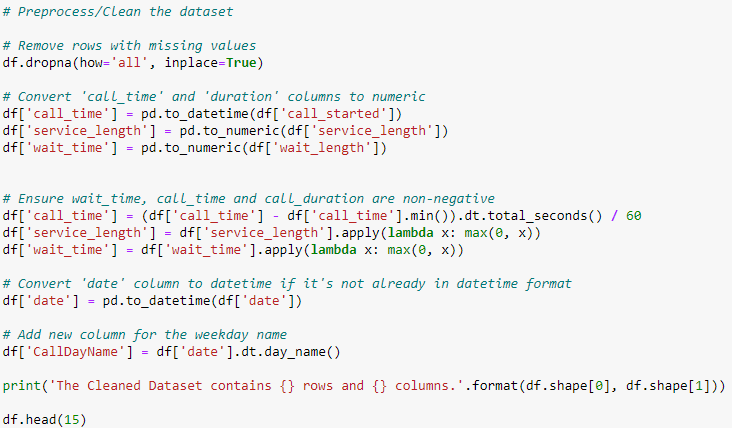 # Preprocess/Clean the dataset
# Remove rows with missing values
df.dropna(how='all', inplace=True)
# Convert 'call_time' and 'duration' columns to numeric
df['call_time'] = pd.to_datetime(df['call_started'])
df['service_length'] = pd.to_numeric(df['service_length'])
df['wait_time'] = pd.to_numeric(df['wait_length'])
# Ensure wait_time, call_time and call_duration are non-negative
df['call_time'] = (df['call_time'] - df['call_time'].min()).dt.total_seconds() / 60
df['service_length'] = df['service_length'].apply(lambda x: max(0, x))
df['wait_time'] = df['wait_time'].apply(lambda x: max(0, x))
# Convert 'date' column to datetime if it's not already in datetime format
df['date'] = pd.to_datetime(df['date'])
# Add new column for the weekday name
df['CallDayName'] = df['date'].dt.day_name()
print('The Cleaned Dataset contains {} rows and {} columns.'.format(df.shape[0], df.shape[1]))
df.head(15)